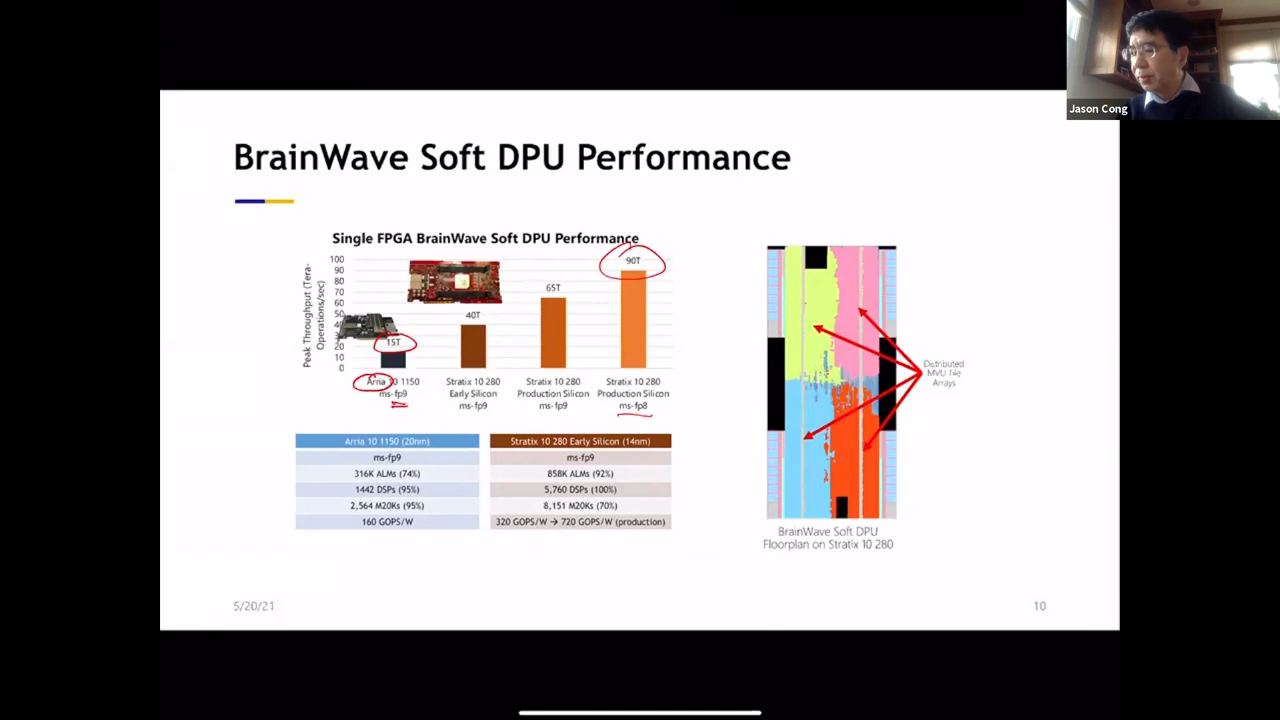 Jason Cong
BrainWave Soft DPU Performance
Single FPGA BrainWave Soft DPU Performance
Peak Throughput (Tera-
Operations/sec)
100
90
80
70
60
50
40
30
20
10
0
15T
40T
65T
90T
Arria 10 1150
ms-fp9
Stratix 10 280
Early Silicon
ms-fp9
Stratix 10 280
Production Silicon
ms-fp9
Stratix 10 280
Production Silicon
ms-fp8
Arria 10 1150 (20nm)
ms-fp9
316K ALMs (74%)
1442 DSPs (95%)
2,564 M20Ks (95%)
160 GOPS/W
Stratix 10 280 Early Silicon (14nm)
ms-fp9
858K ALMs (92%)
5,760 DSPs (100%)
8,151 M20Ks (70%)
320 GOPS/W → 720 GOPS/W (production)
Distributed
MVU Tile
Arrays
BrainWave Soft DPU
Floorplan on Stratix 10 280
5/20/21
10